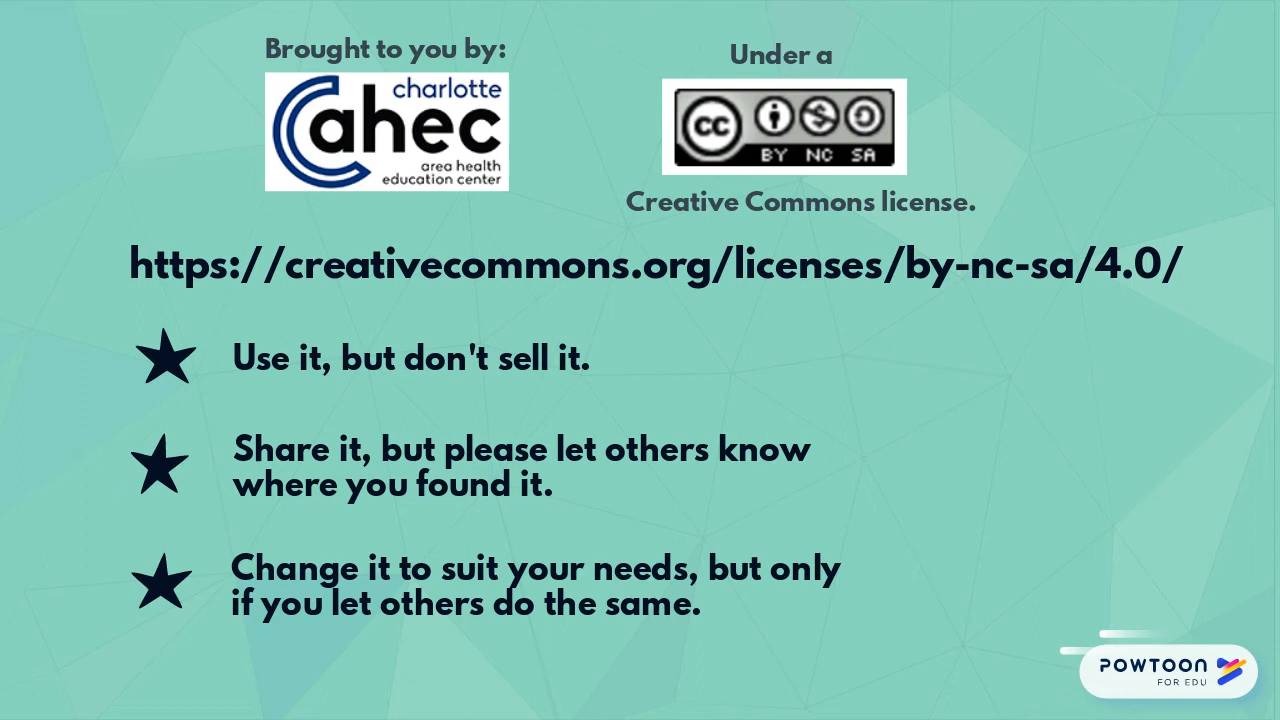 Brought to you by:
charlotte
ahec
area health
education center
Under a
cc
BY NC SA
Creative Commons license.
https://creativecommons.org/licenses/by-nc-sa/4.0/
Use it, but don't sell it.
Share it, but please let others know
where you found it.
Change it to suit your needs, but only
if you let others do the same.
POWTOON
FOR EDU